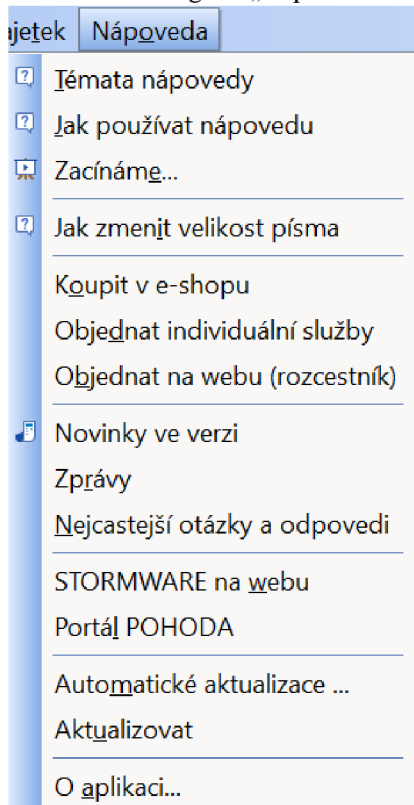 ajetek Nápoveda
Témata nápovedy
Jak používat nápovedu
Zacínáme...
Jak zmenit velikost písma
Koupit v e-shopu
Objednat individuální služby
Objednat na webu (rozcestník)
Novinky ve verzi
Zprávy
Nejcastejší otázky a odpovedi
STORMWARE na webu
Portál POHODA
Automatické aktualizace ...
Aktualizovat
O aplikaci...